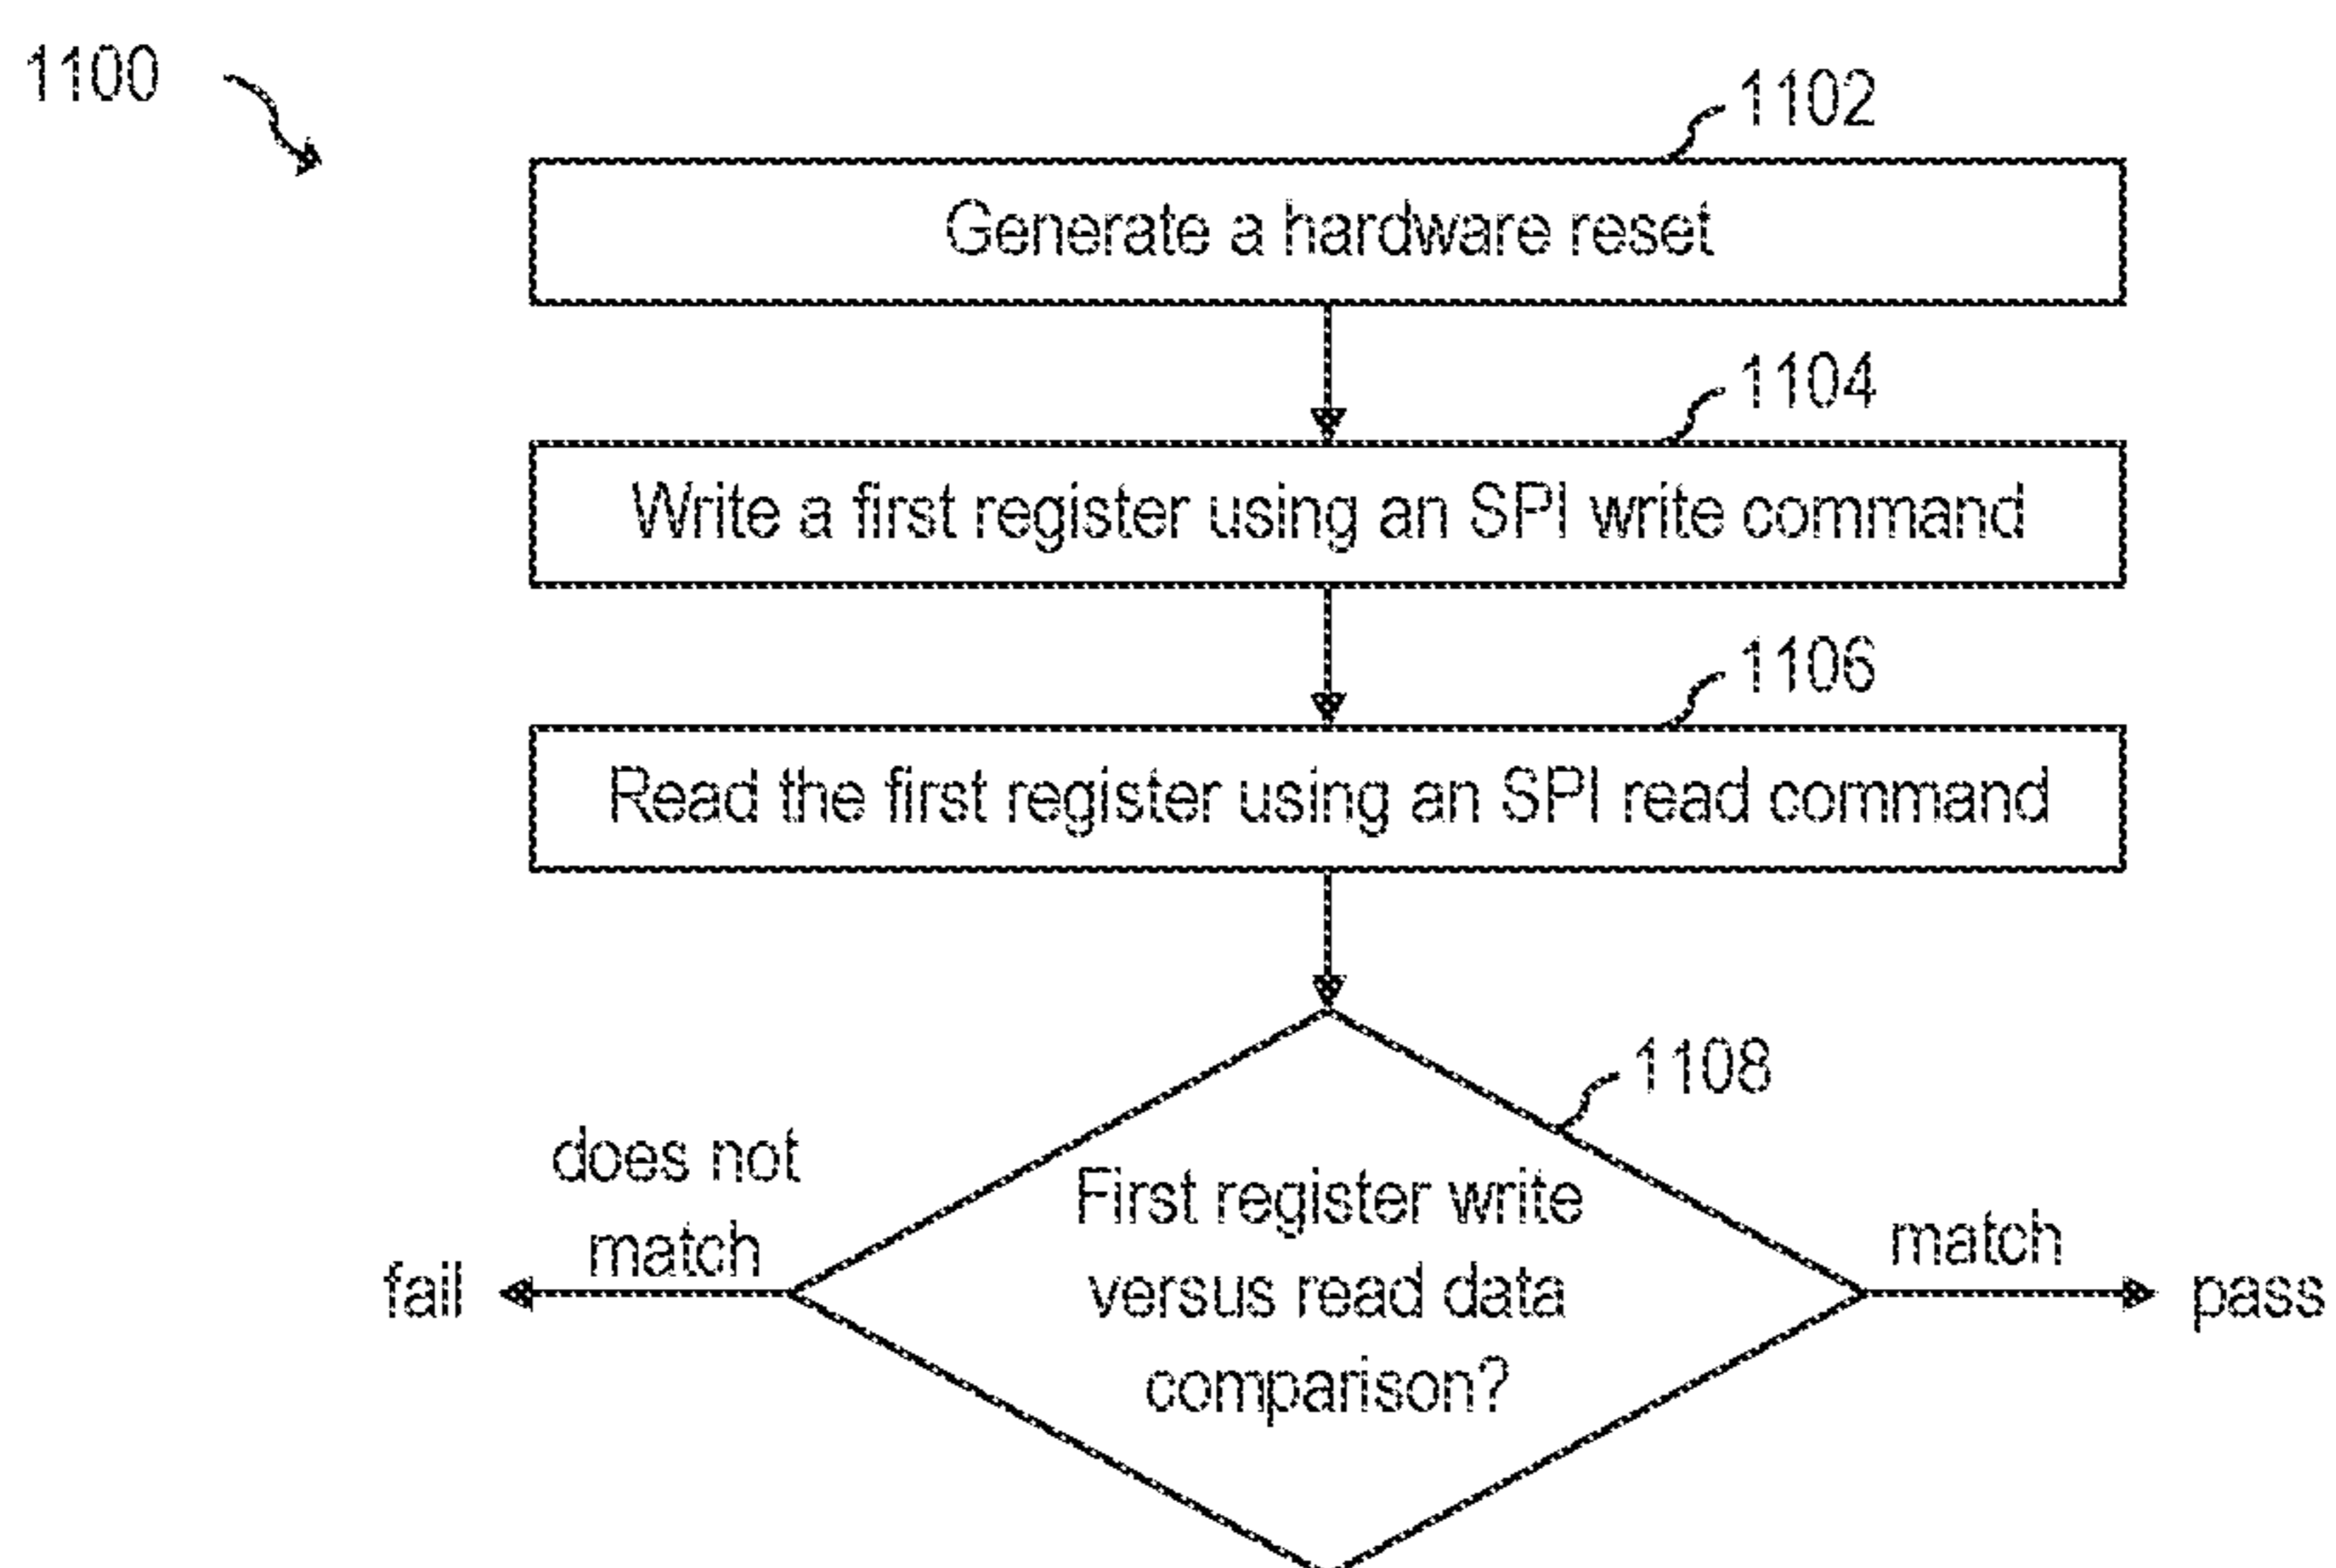 1100
1102
Generate a hardware reset
1104
Write a first register using an SPI write command
1106
Read the first register using an SPI read command
1108
does not
match
fail
First register write
versus read data
comparison?
match
pass